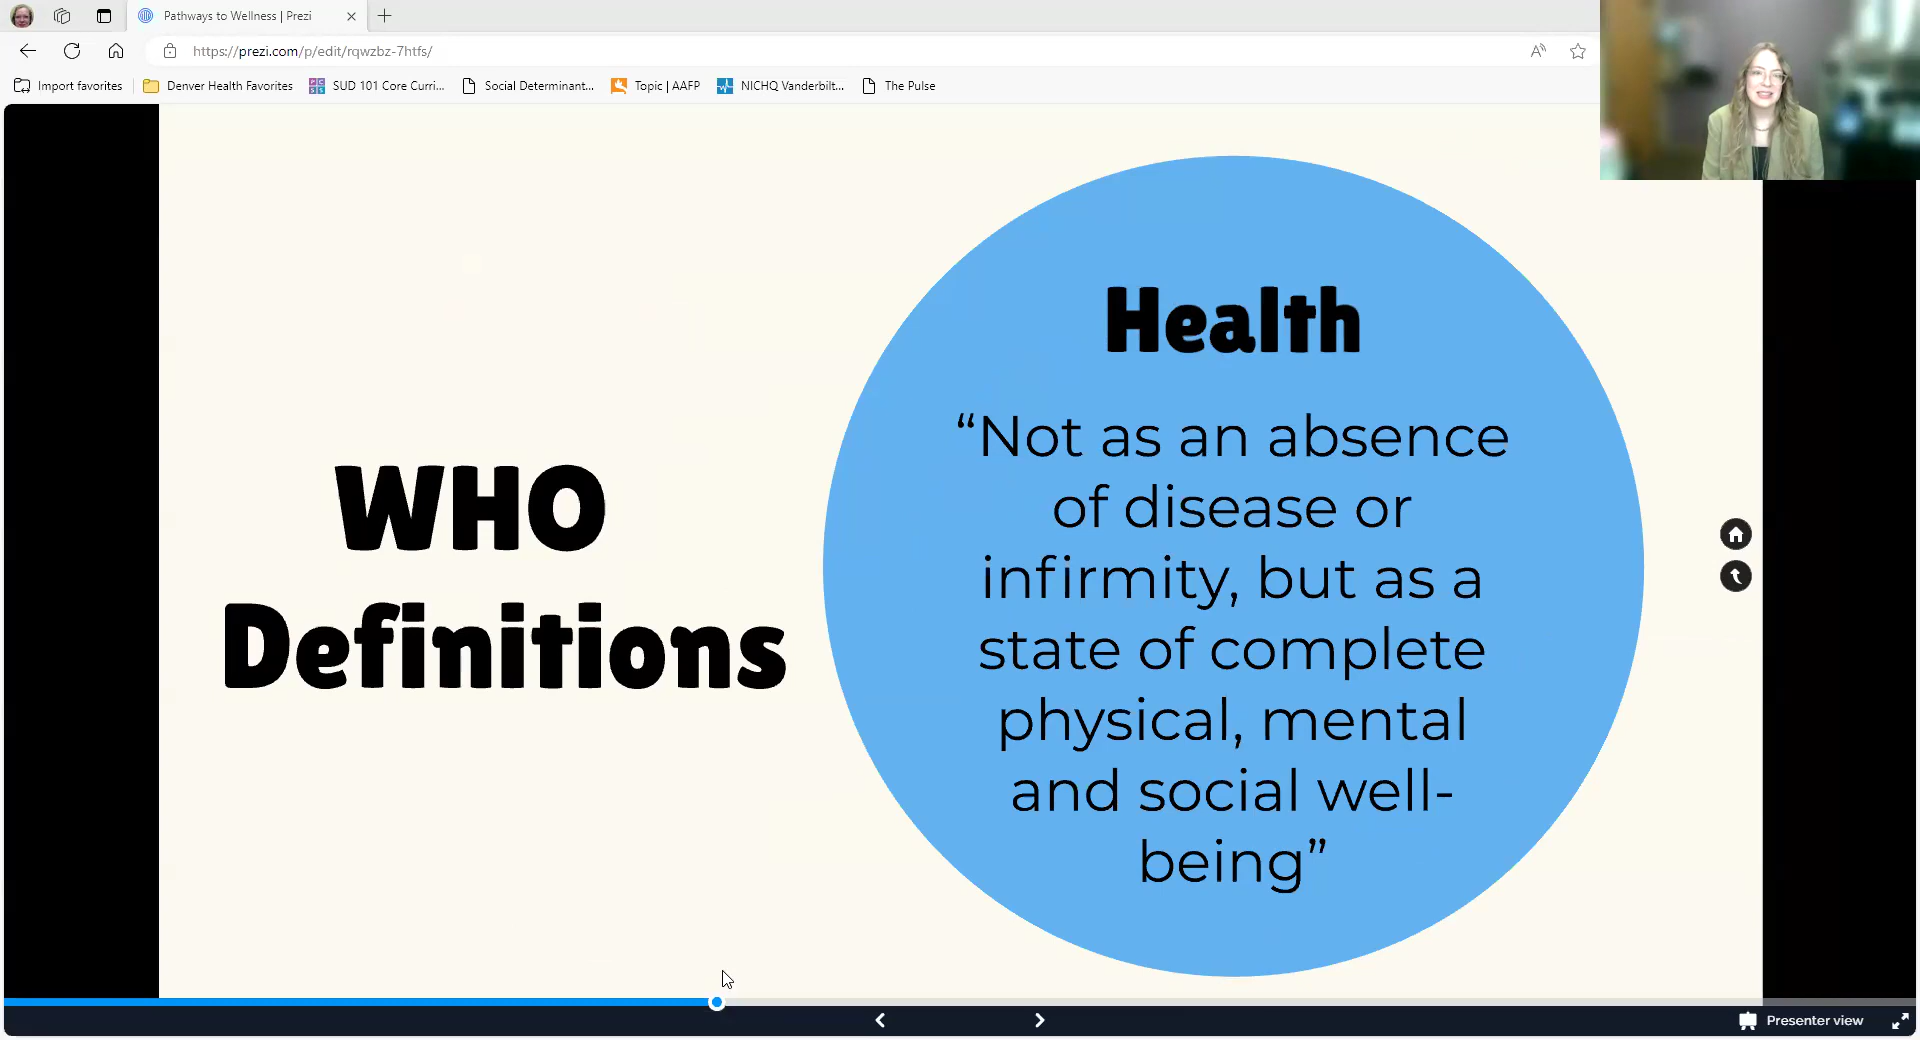 Pathways to Wellness | Prezi
https://prezi.com/p/edit/rqwzbz-7htfs/
Import favorites
Denver Health Favorites
SUD 101 Core Curri...
Social Determinant...
Topic | AAFP
NICHQ Vanderbilt...
The Pulse
WHO
Definitions
Health
“Not as an absence
of disease or
infirmity, but as a
state of complete
physical, mental
and social well-
being”
Presenter view